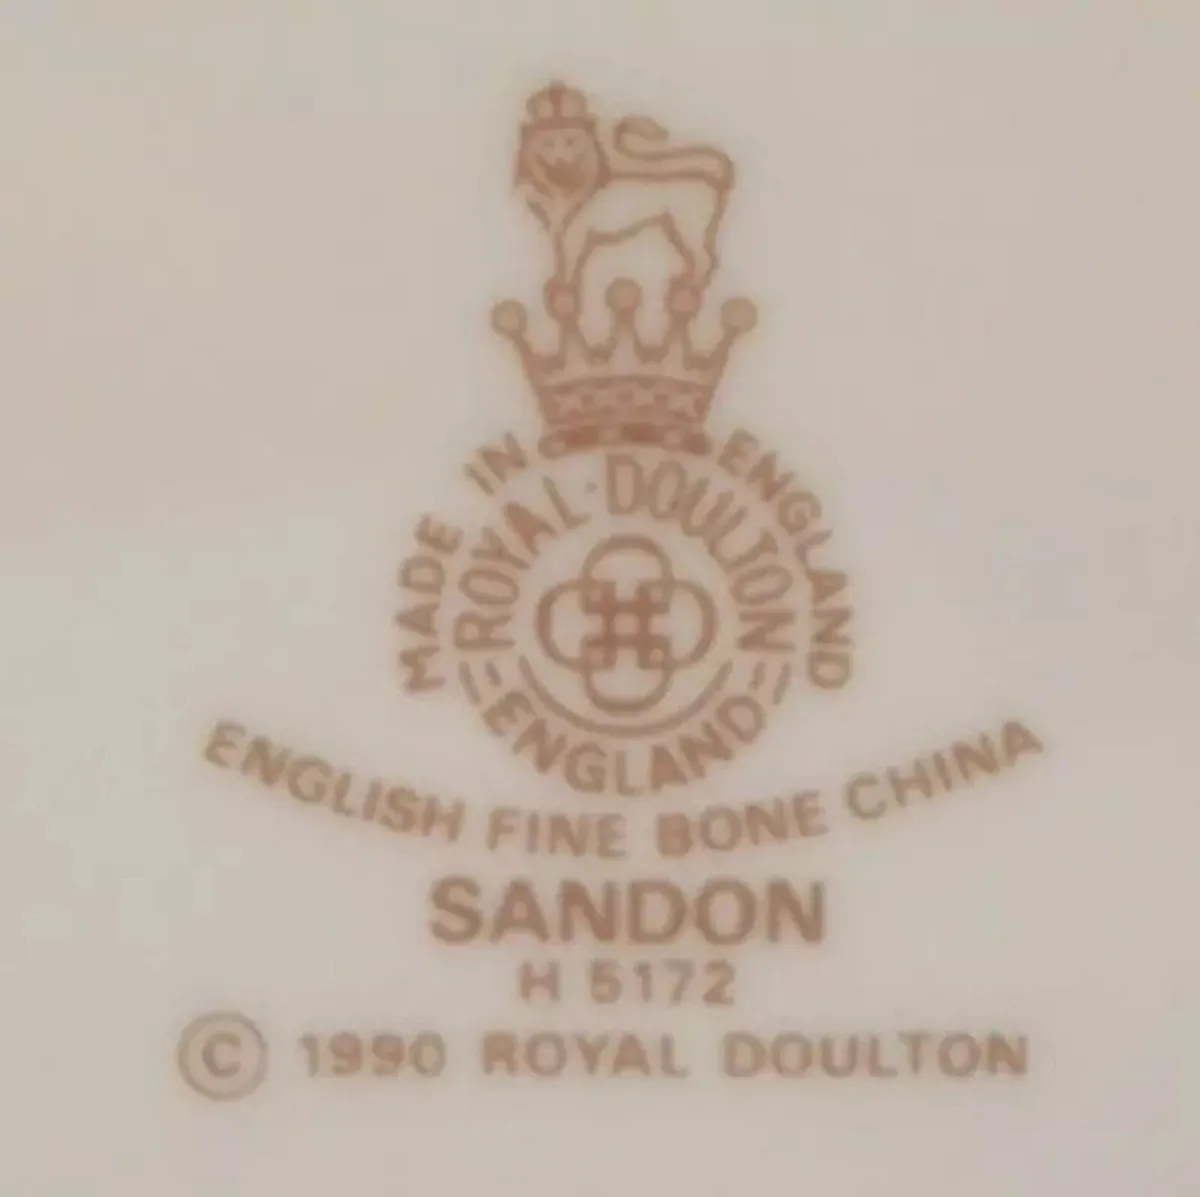 MADE IN ENGLAND
ROYAL · DOULTON
ENGLAND
ENGLISH FINE BONE CHINA
SANDON
H 5172
© 1990 ROYAL DOULTON